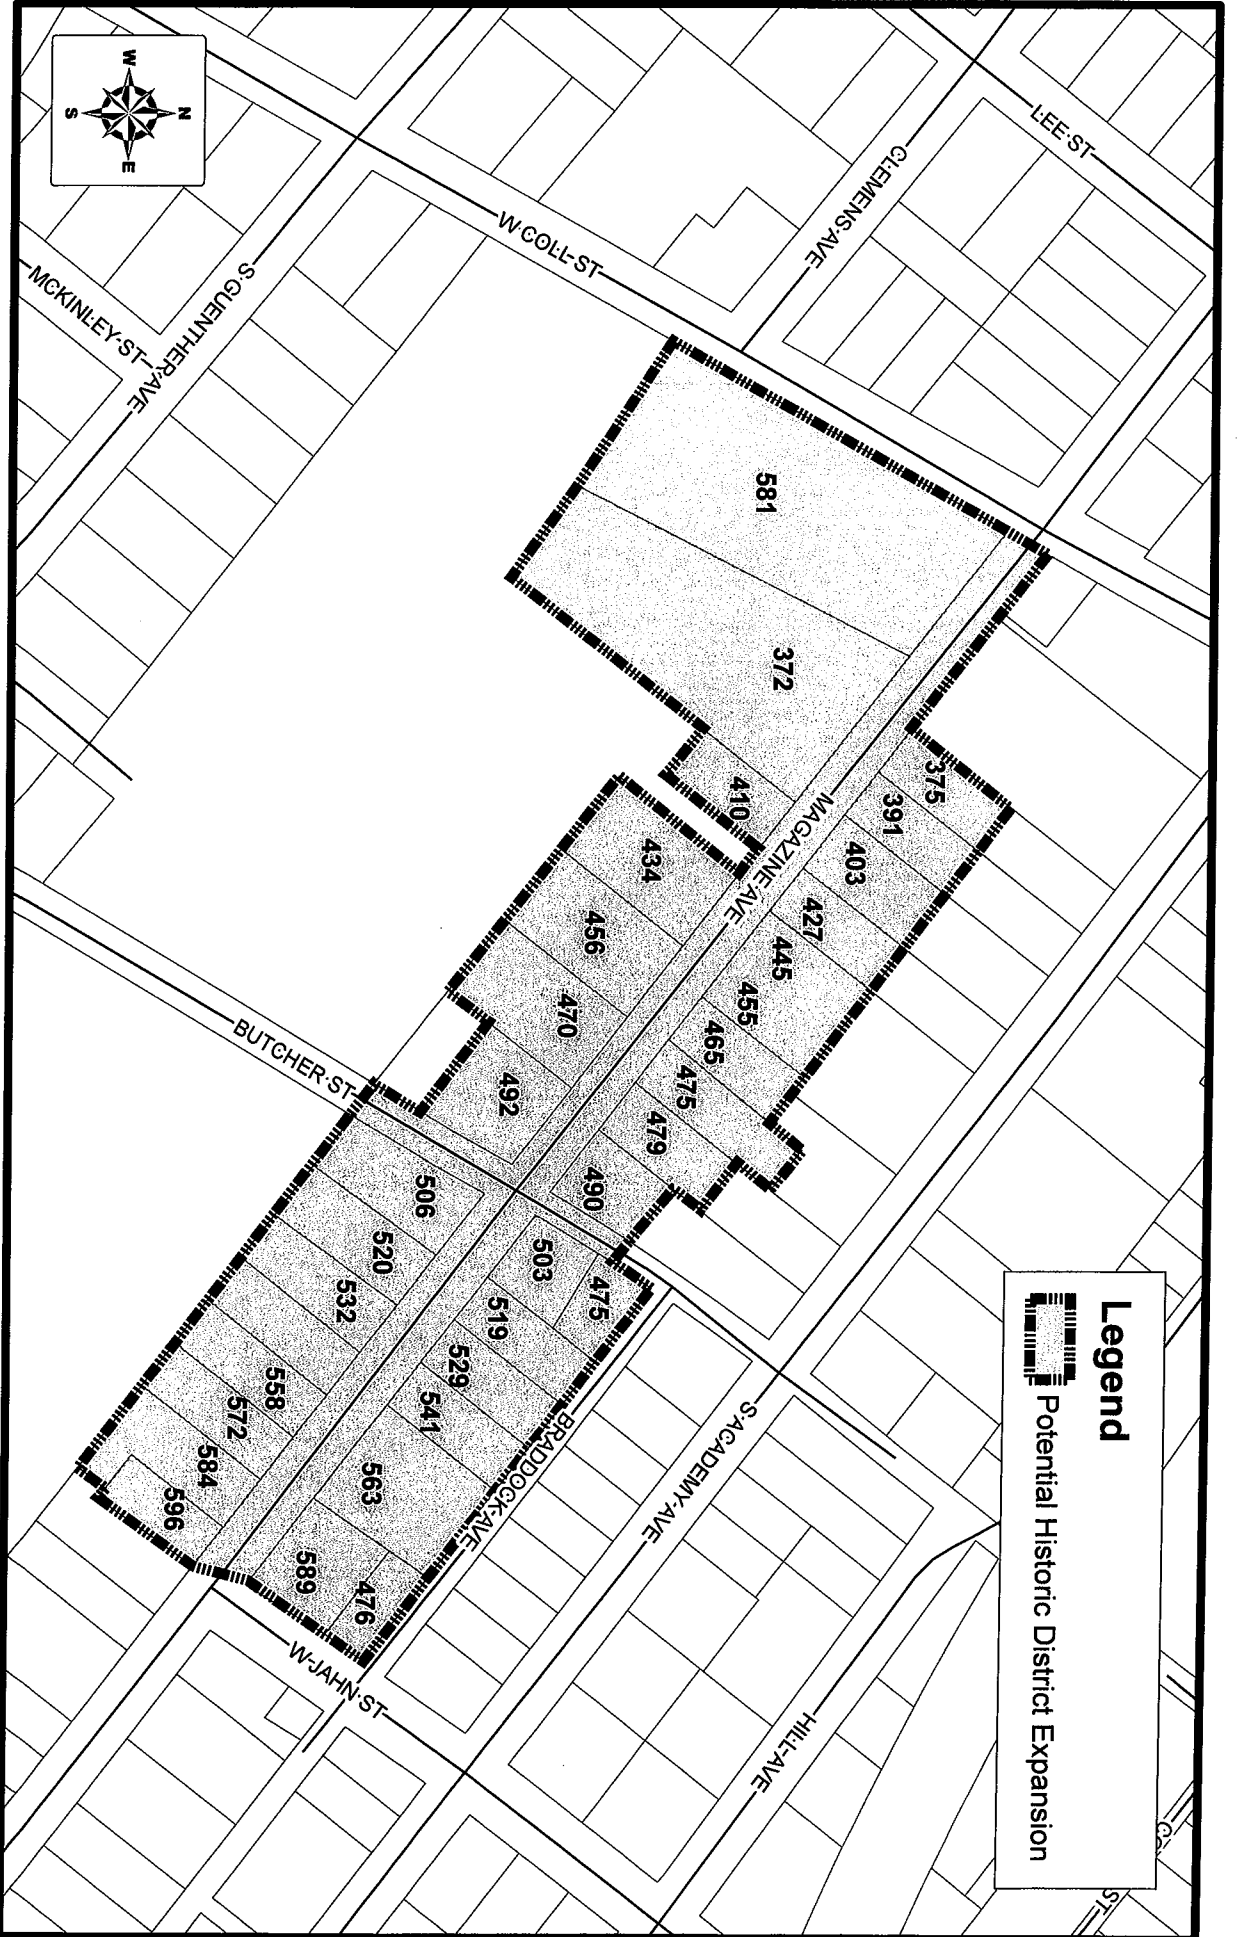 Legend
Potential Historic District Expansion
N
W
E
S
LEE ST
CLEMENS AVE
W COLL ST
S GUENTHER AVE
MCKINLEY ST
MAGAZINE AVE
BUTCHER ST
BRADDOCK AVE
S ACADEMY AVE
HILL AVE
W JAHN ST
CO
ST
581
372
375
391
410
403
434
427
445
456
455
470
465
475
492
479
490
506
503
475
520
519
532
529
541
558
572
563
584
596
589
476